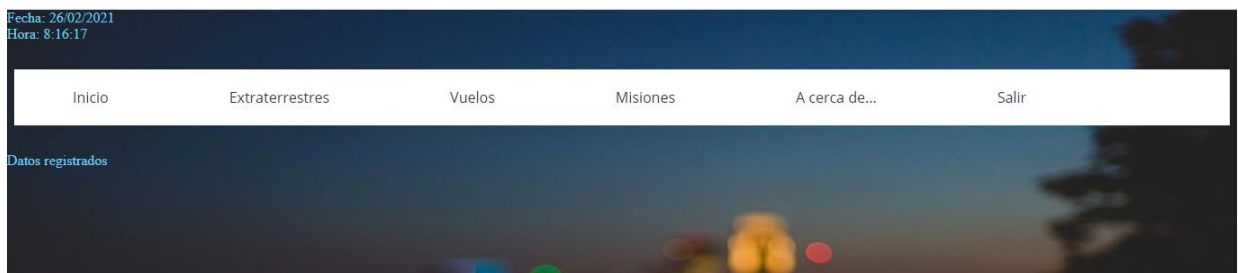 Fecha: 26/02/2021
Hora: 8:16:17
Inicio Extraterrestres Vuelos Misiones A cerca de... Salir
Datos registrados